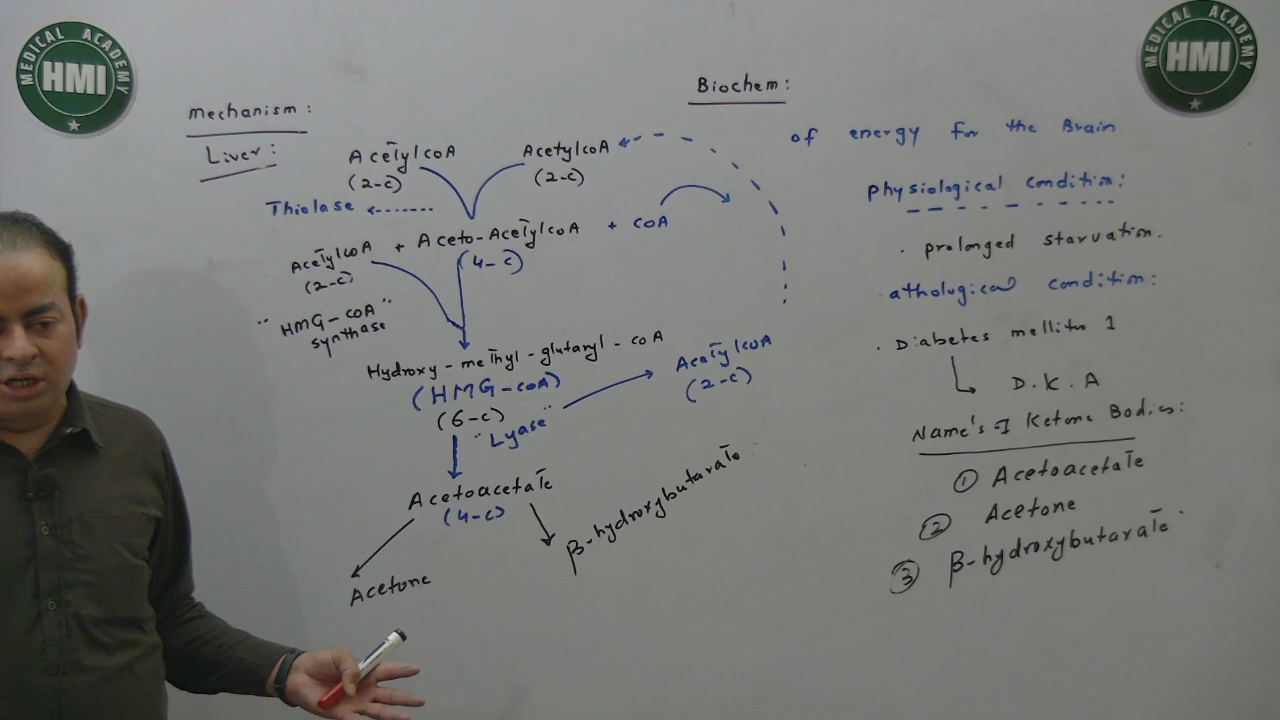 MEDICAL ACADEMY
HMI
MEDICAL ACADEMY
HMI
Biochem:
mechanism:
Liver:
AcetylcoA
(2-c)
AcetylcoA
(2-c)
Thiolase
AcetylcoA + Aceto-AcetylcoA + coA
(2-c)
(4-c)
"HMG-coA"
synthase
Hydroxy-methyl-glutaryl-coA
(HMG-coA)
(6-c)
"Lyase"
AcetylcoA
(2-c)
Acetoacetate
(4-c)
Acetone
β-hydroxybutarate
of energy for the Brain
physiological condition:
. prolonged starvation.
athological condition:
. Diabetes mellitus 1
D.K.A
Name's of Ketone Bodies:
① Acetoacetate
② Acetone
③ β-hydroxybutarate.